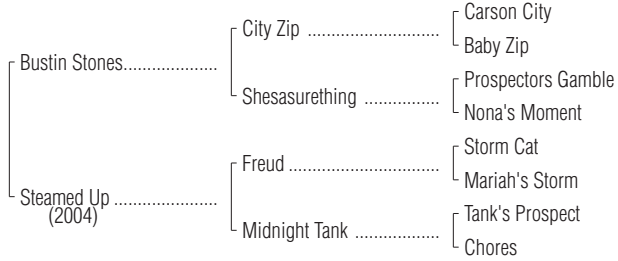 Carson City
City Zip ............................
Baby Zip
Bustin Stones....................
Prospectors Gamble
Shesasurething ................
Nona's Moment
Storm Cat
Freud ................................
Mariah's Storm
Steamed Up ......................
(2004)
Tank's Prospect
Midnight Tank ..................
Chores